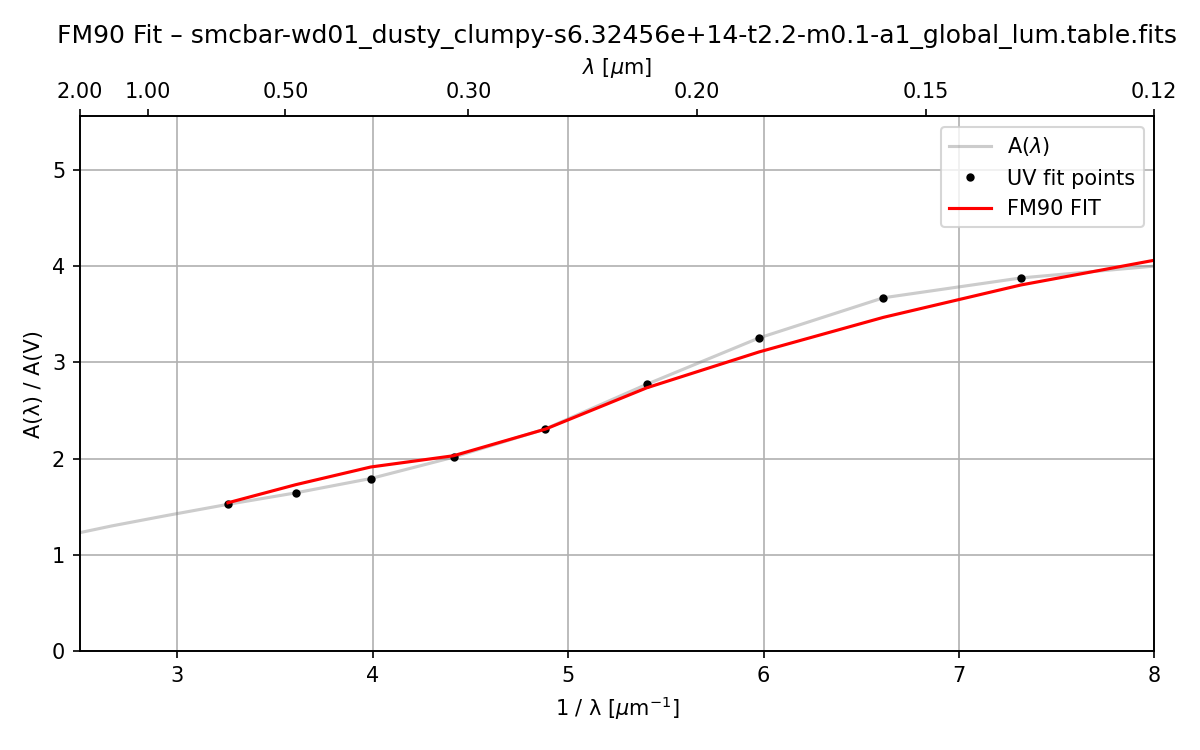 FM90 Fit – smcbar-wd01_dusty_clumpy-s6.32456e+14-t2.2-m0.1-a1_global_lum.table.fits
λ [μm]
2.00 1.00 0.50 0.30 0.20 0.15 0.12
A(λ)
UV fit points
FM90 FIT
A(λ) / A(V)
5
4
3
2
1
0
3 4 5 6 7 8
1 / λ [μm⁻¹]